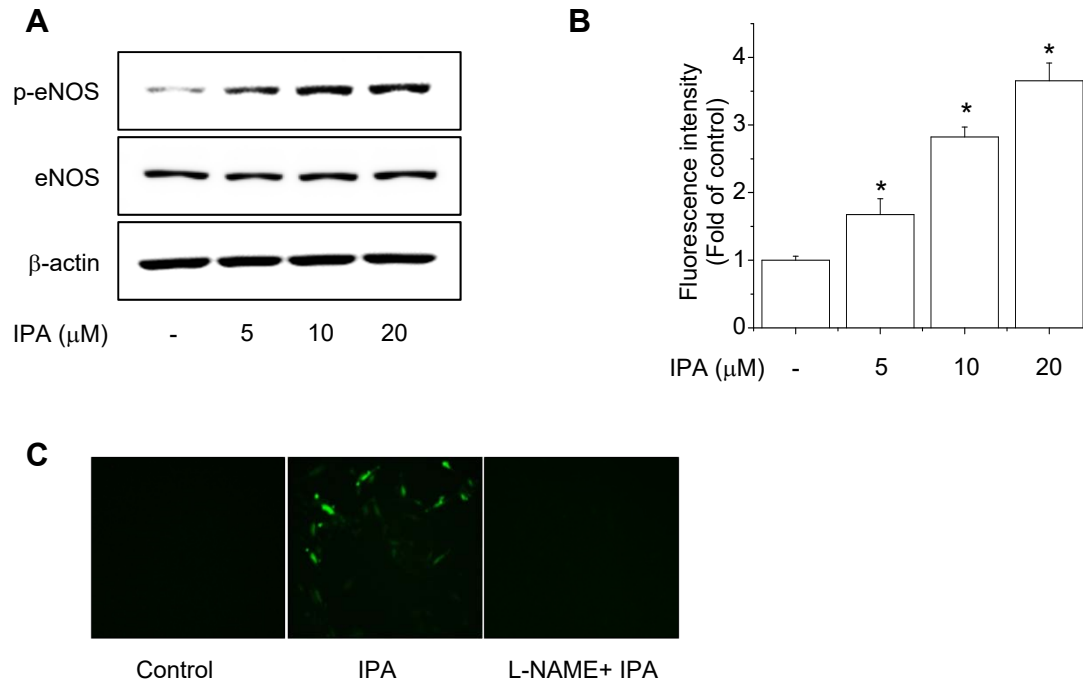 A
p-eNOS
eNOS
β-actin
IPA (μM) - 5 10 20
B
Fluorescence intensity
(Fold of control)
4
3
2
1
0
* * *
IPA (μM) - 5 10 20
C
Control IPA L-NAME+ IPA